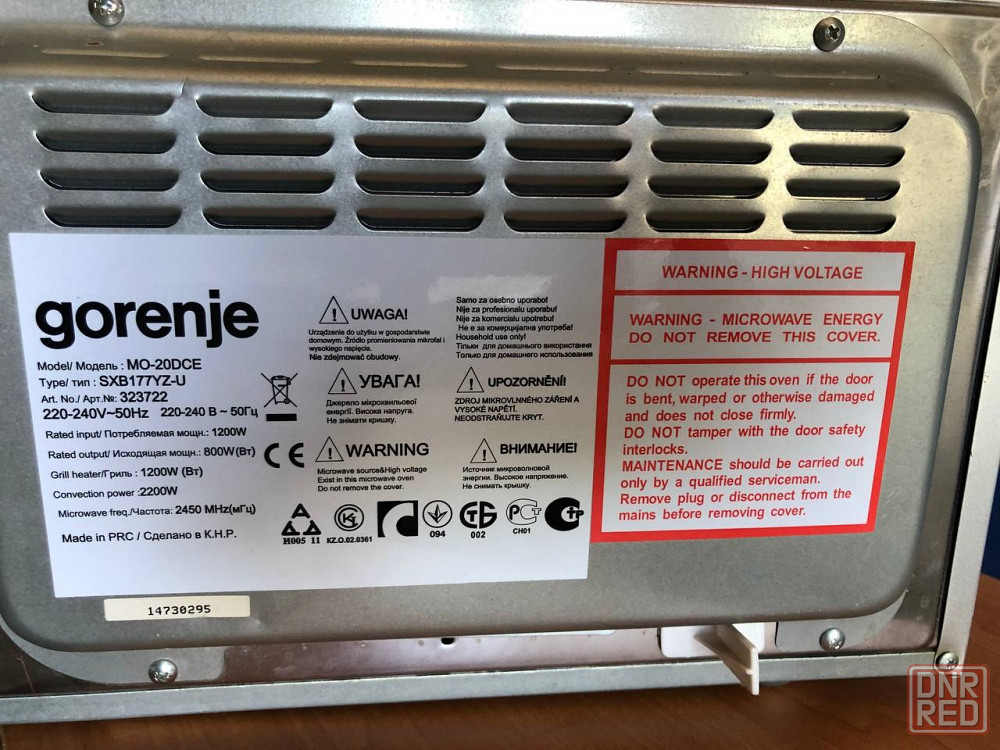 gorenje
Model/ Модель : MO-20DCE
Type/ тип : SXB177YZ-U
Art. No./ Арт.№: 323722
220-240V~50Hz 220-240 В ~ 50Гц
Rated input/ Потребляемая мощн.: 1200W
Rated output/ Исходящая мощн.: 800W(Вт)
Grill heater/Гриль : 1200W (Вт)
Convection power :2200W
Microwave freq./Частота: 2450 MHz(мГц)
Made in PRC / Сделано в К.Н.Р.
UWAGA!
Urządzenie do użytku w gospodarstwie
domowym. Źródło promieniowania mikrofal i
wysokiego napięcia.
Nie zdejmować obudowy.
УВАГА!
Джерело микрохвильової
енергії. Висока напруга.
Не знімати кришку.
WARNING
Microwave source&High voltage
Exist in this microwave oven
Do not remove the cover.
Samo za osebno uporabo!
Nije za profesionalu uporabu!
Nije za komercialu upotrebu!
Не е за комерцијална употреба!
Household use only!
Тільки для домашнього використання
Только для домашнего использования
UPOZORNĚNÍ!
ZDROJ MIKROVLNNÉHO ZÁŘENÍ A
VYSOKÉ NAPĚTÍ.
NEODSTRAŇUJTE KRYT.
ВНИМАНИЕ!
Источник микроволновой
энергии. Высокое напряжение.
Не снимать крышку.
CE
И005 11
KZ.O.02.0361
094
002
СН01
WARNING - HIGH VOLTAGE
WARNING - MICROWAVE ENERGY
DO NOT REMOVE THIS COVER.
DO NOT operate this oven if the door
is bent, warped or otherwise damaged
and does not close firmly.
DO NOT tamper with the door safety
interlocks.
MAINTENANCE should be carried out
only by a qualified serviceman.
Remove plug or disconnect from the
mains before removing cover.
14730295
DNR
RED